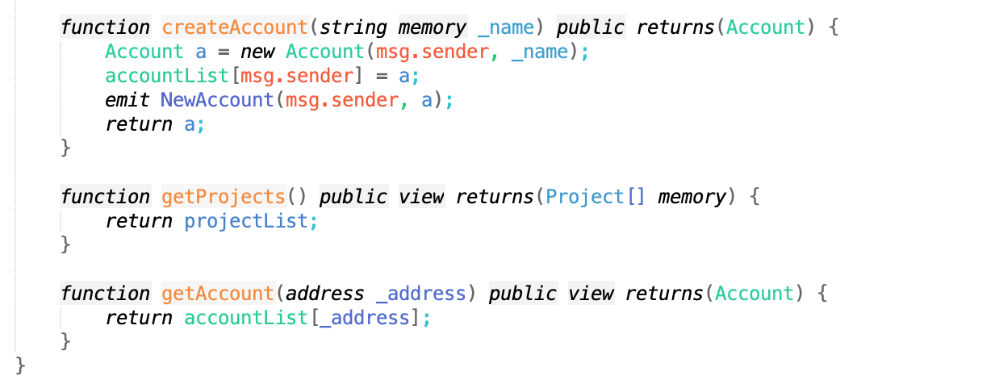 function createAccount(string memory _name) public returns(Account) {
Account a = new Account(msg.sender, _name);
accountList[msg.sender] = a;
emit NewAccount(msg.sender, a);
return a;
}
function getProjects() public view returns(Project[] memory) {
return projectList;
}
function getAccount(address _address) public view returns(Account) {
return accountList[_address];
}
}